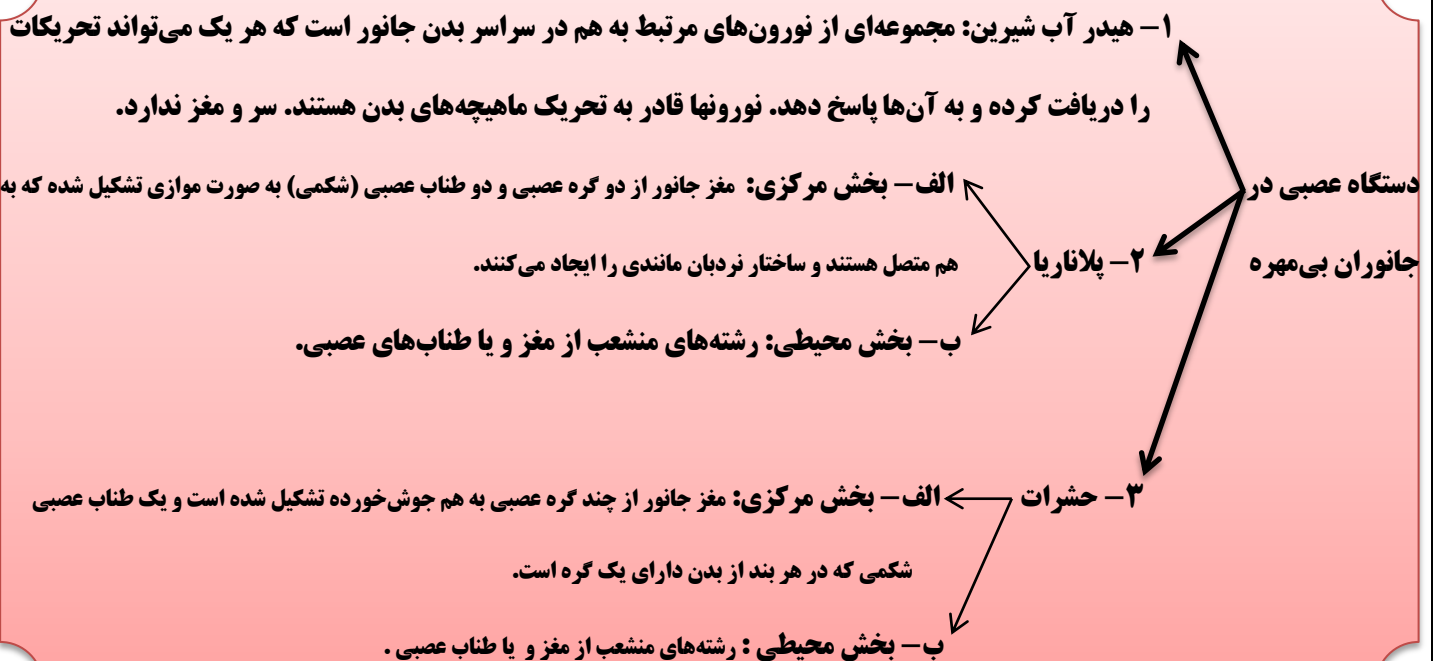 ۱– هیدر آب شیرین: مجموعه‌ای از نورون‌های مرتبط به هم در سراسر بدن جانور است که هر یک می‌تواند تحریکات
را دریافت کرده و به آن‌ها پاسخ دهد. نورونها قادر به تحریک ماهیچه‌های بدن هستند. سر و مغز ندارد.
دستگاه عصبی در
جانوران بی‌مهره
۲– پلاناریا
الف– بخش مرکزی: مغز جانور از دو گره عصبی و دو طناب عصبی (شکمی) به صورت موازی تشکیل شده که به
هم متصل هستند و ساختار نردبان مانندی را ایجاد می‌کنند.
ب– بخش محیطی: رشته‌های منشعب از مغز و یا طناب‌های عصبی.
۳– حشرات
الف– بخش مرکزی: مغز جانور از چند گره عصبی به هم جوش‌خورده تشکیل شده است و یک طناب عصبی
شکمی که در هر بند از بدن دارای یک گره است.
ب– بخش محیطی : رشته‌های منشعب از مغز و یا طناب عصبی .